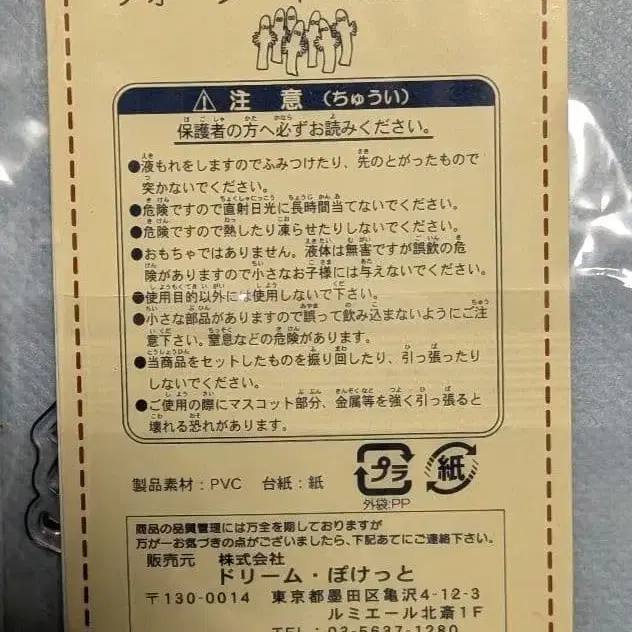 ⚠ 注意（ちゅうい）
保護者の方へ必ずお読みください。
●液もれをしますのでふみつけたり、先のとがったもので
突かないでください。
●危険ですので直射日光に長時間当てないでください。
●危険ですので熱したり凍らせたりしないでください。
●おもちゃではありません。液体は無害ですが誤飲の危
険がありますので小さなお子様には与えないでください。
●使用目的以外には使用しないで下さい。
●小さな部品がありますので誤って飲み込まないようにご注
意下さい。窒息などの危険があります。
●当商品をセットしたものを振り回したり、引っ張ったり
しないでください。
●ご使用の際にマスコット部分、金属等を強く引っ張ると
壊れる恐れがあります。
製品素材：PVC 台紙：紙
プラ 紙
外袋:PP
商品の品質管理には万全を期しておりますが
万が一お気づきの点がございましたら、下記あてにご連絡下さい。
販売元 株式会社
ドリーム・ぽけっと
〒130-0014 東京都墨田区亀沢4-12-3
ルミエール北斎1F
TEL：03-5637-1280